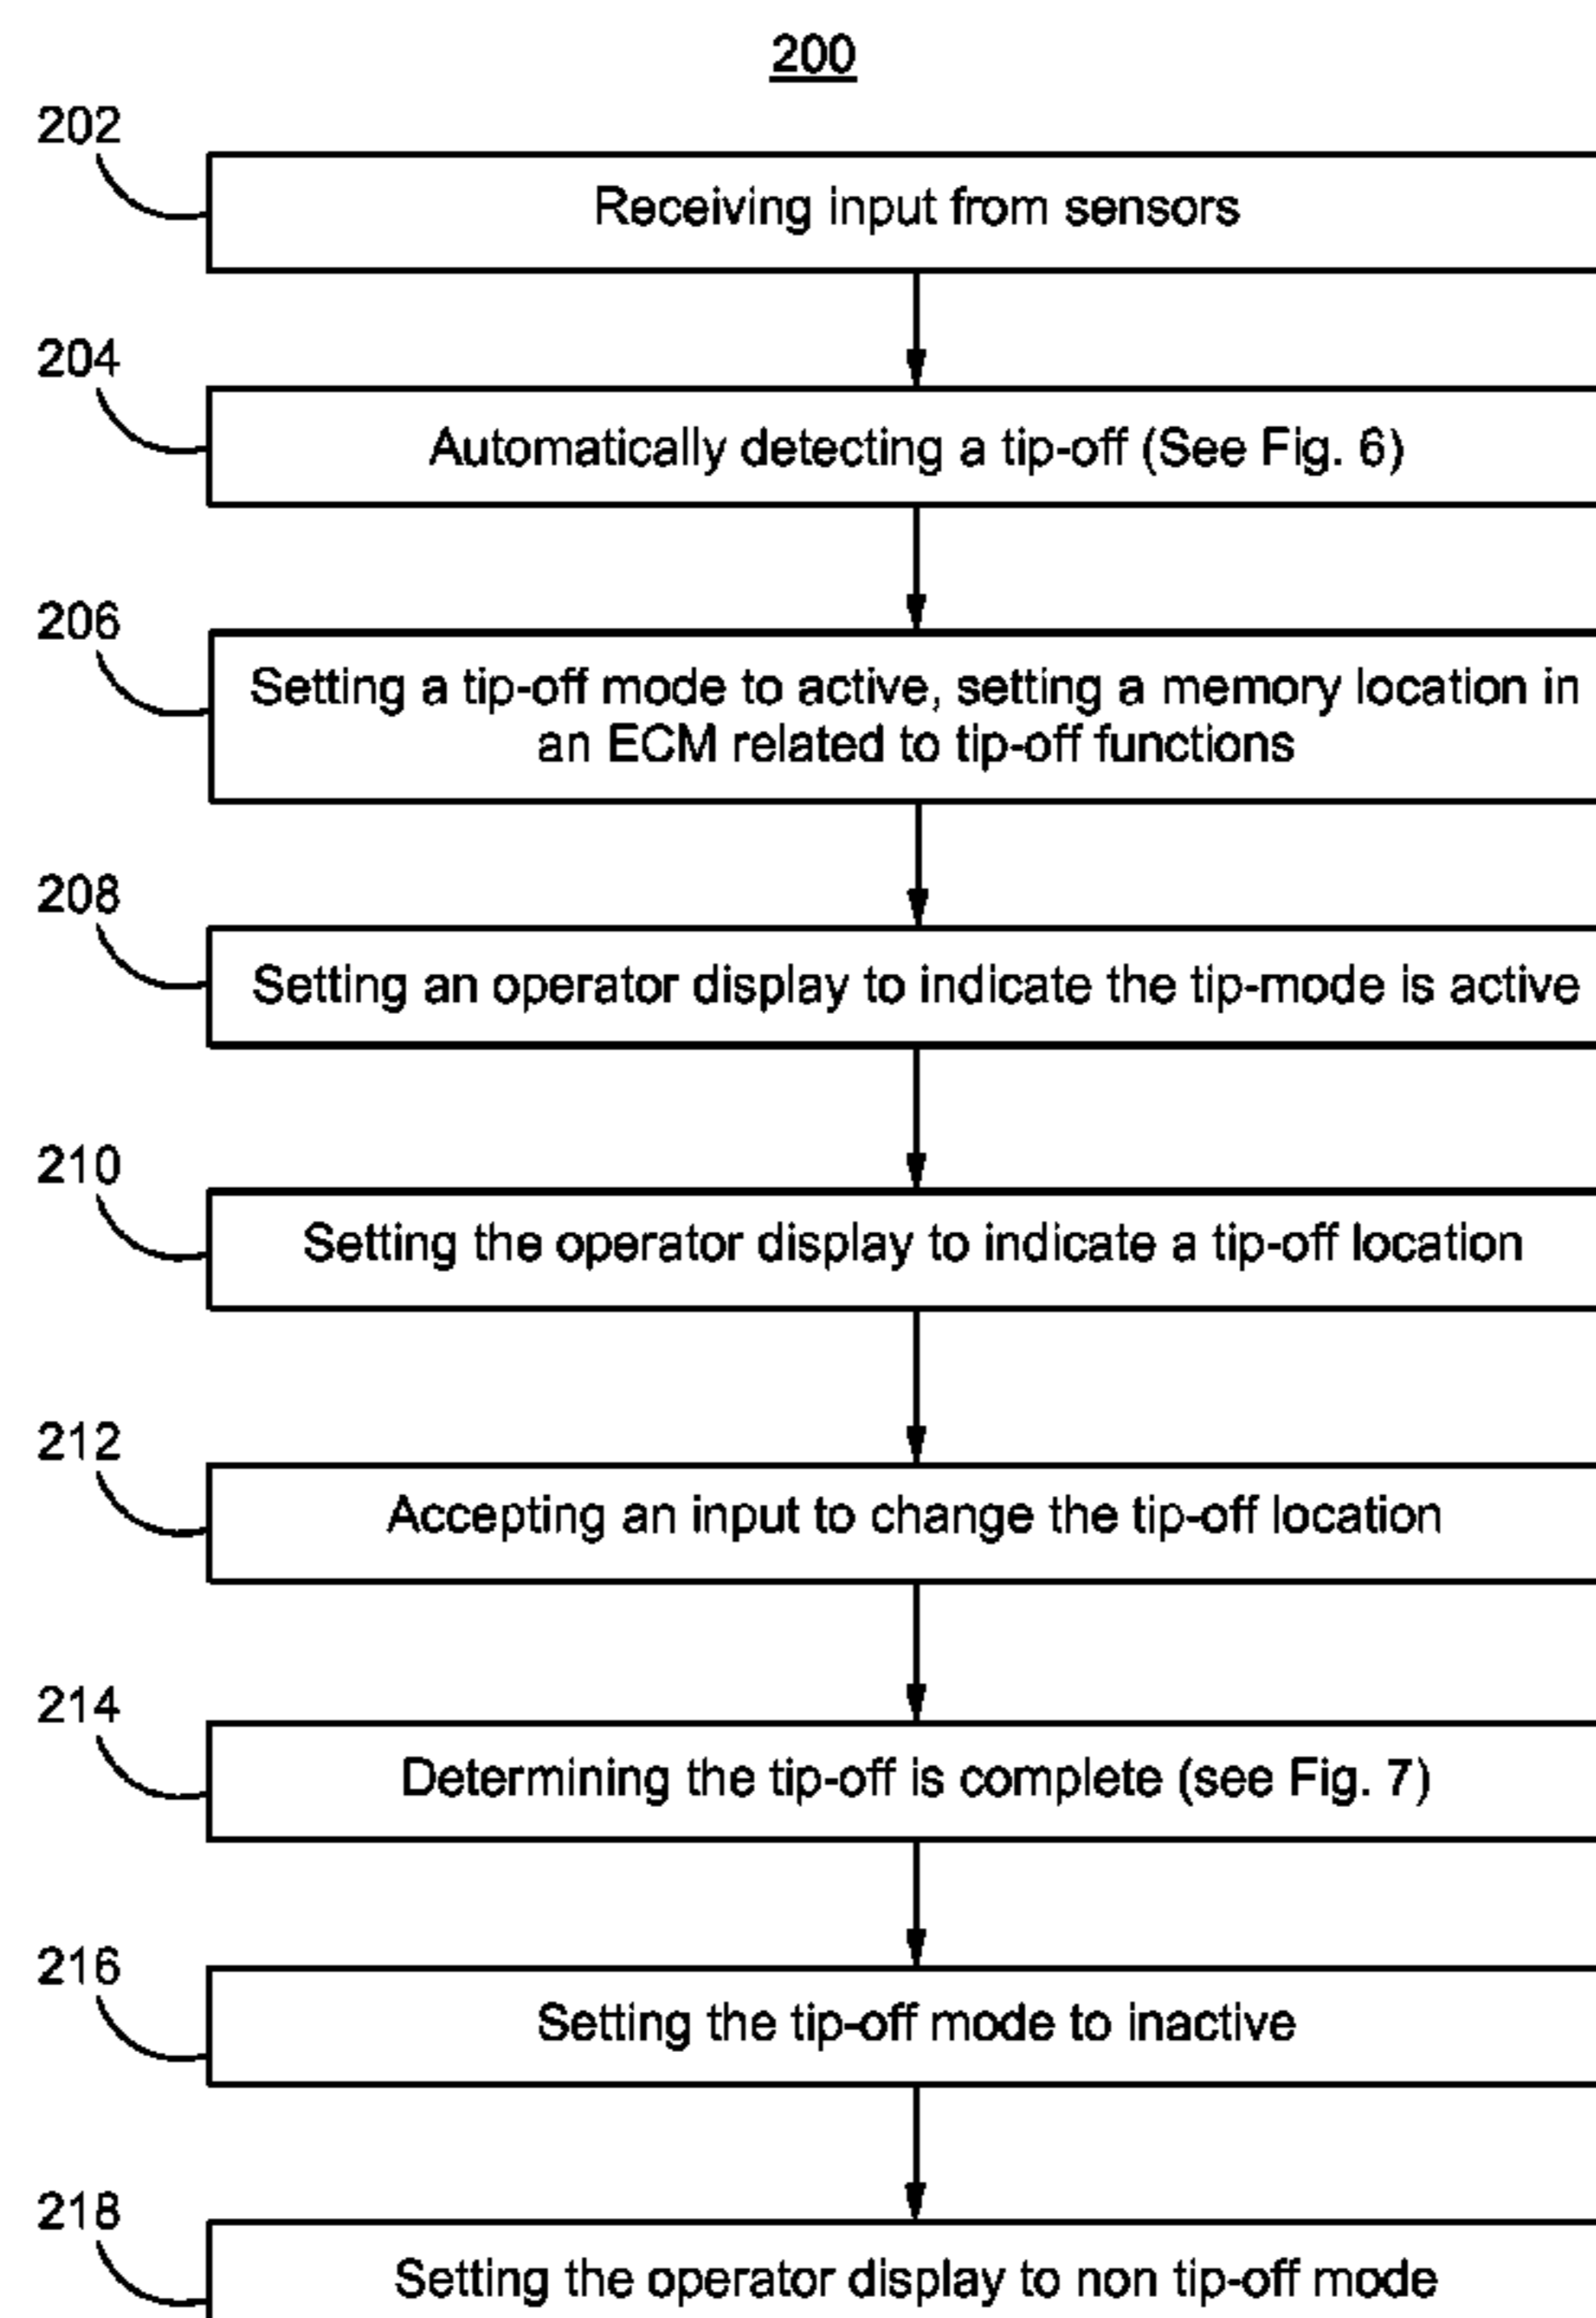 200
202
Receiving input from sensors
204
Automatically detecting a tip-off (See Fig. 6)
206
Setting a tip-off mode to active, setting a memory location in
an ECM related to tip-off functions
208
Setting an operator display to indicate the tip-mode is active
210
Setting the operator display to indicate a tip-off location
212
Accepting an input to change the tip-off location
214
Determining the tip-off is complete (see Fig. 7)
216
Setting the tip-off mode to inactive
218
Setting the operator display to non tip-off mode